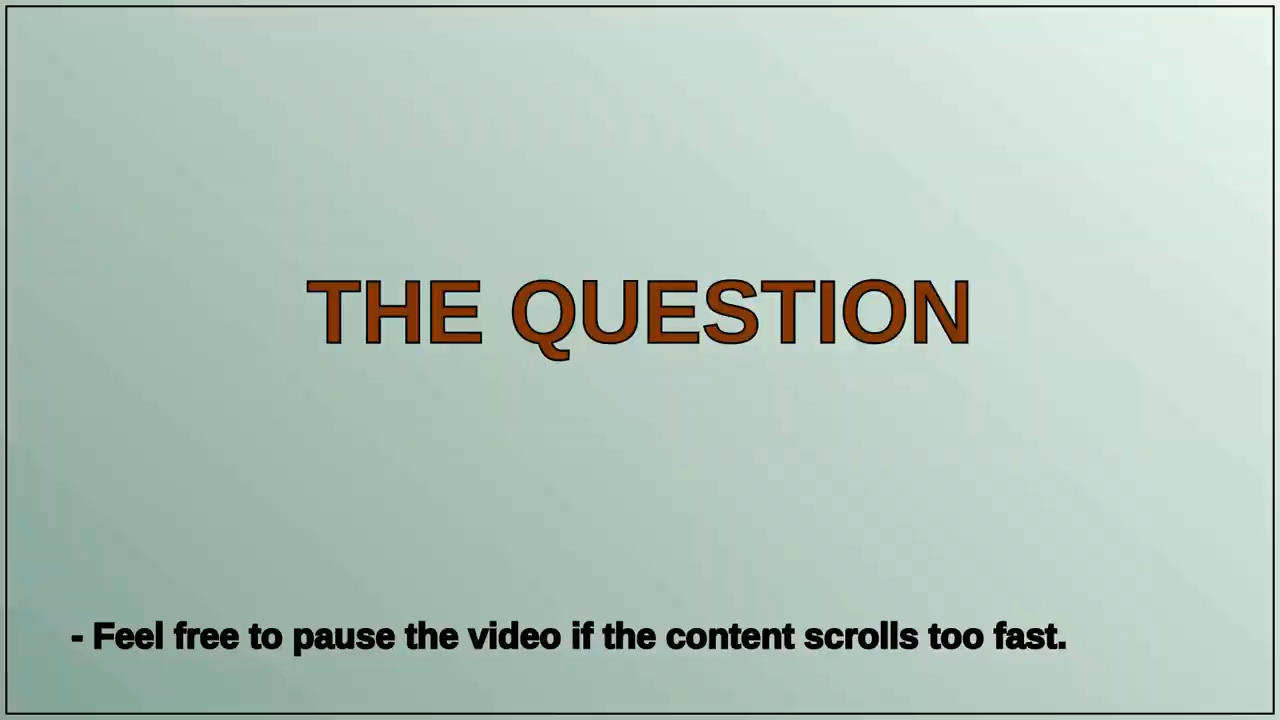 THE QUESTION
- Feel free to pause the video if the content scrolls too fast.